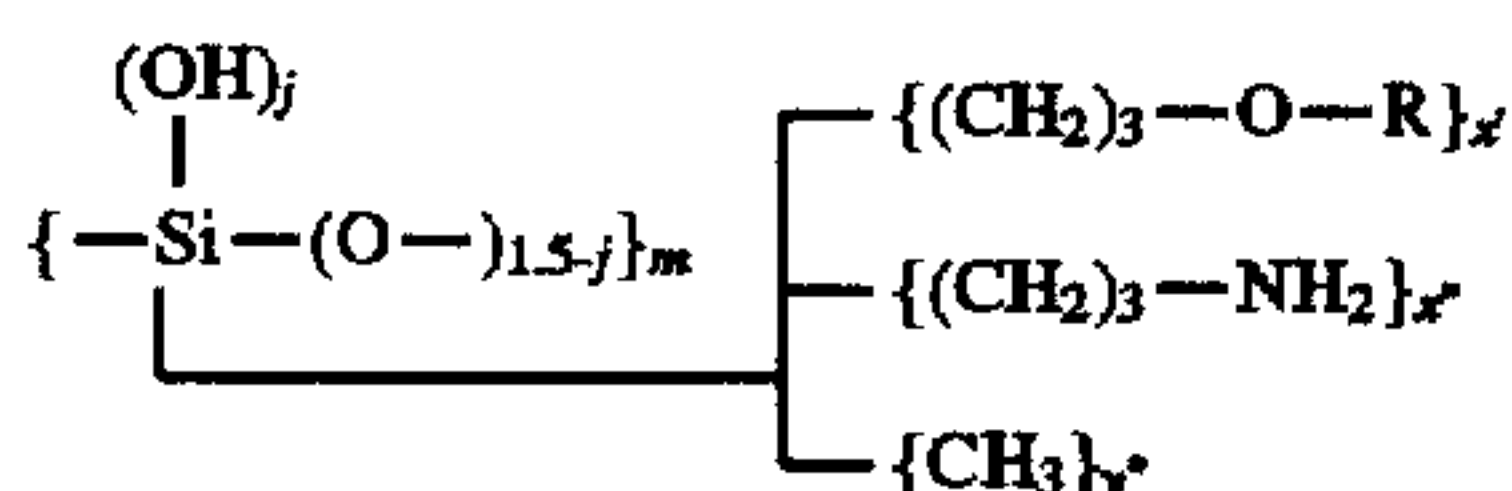 (OH)j
{(CH2)3—O—R}x'
{—Si—(O—)1.5-j}m
{(CH2)3—NH2}x"
{CH3}